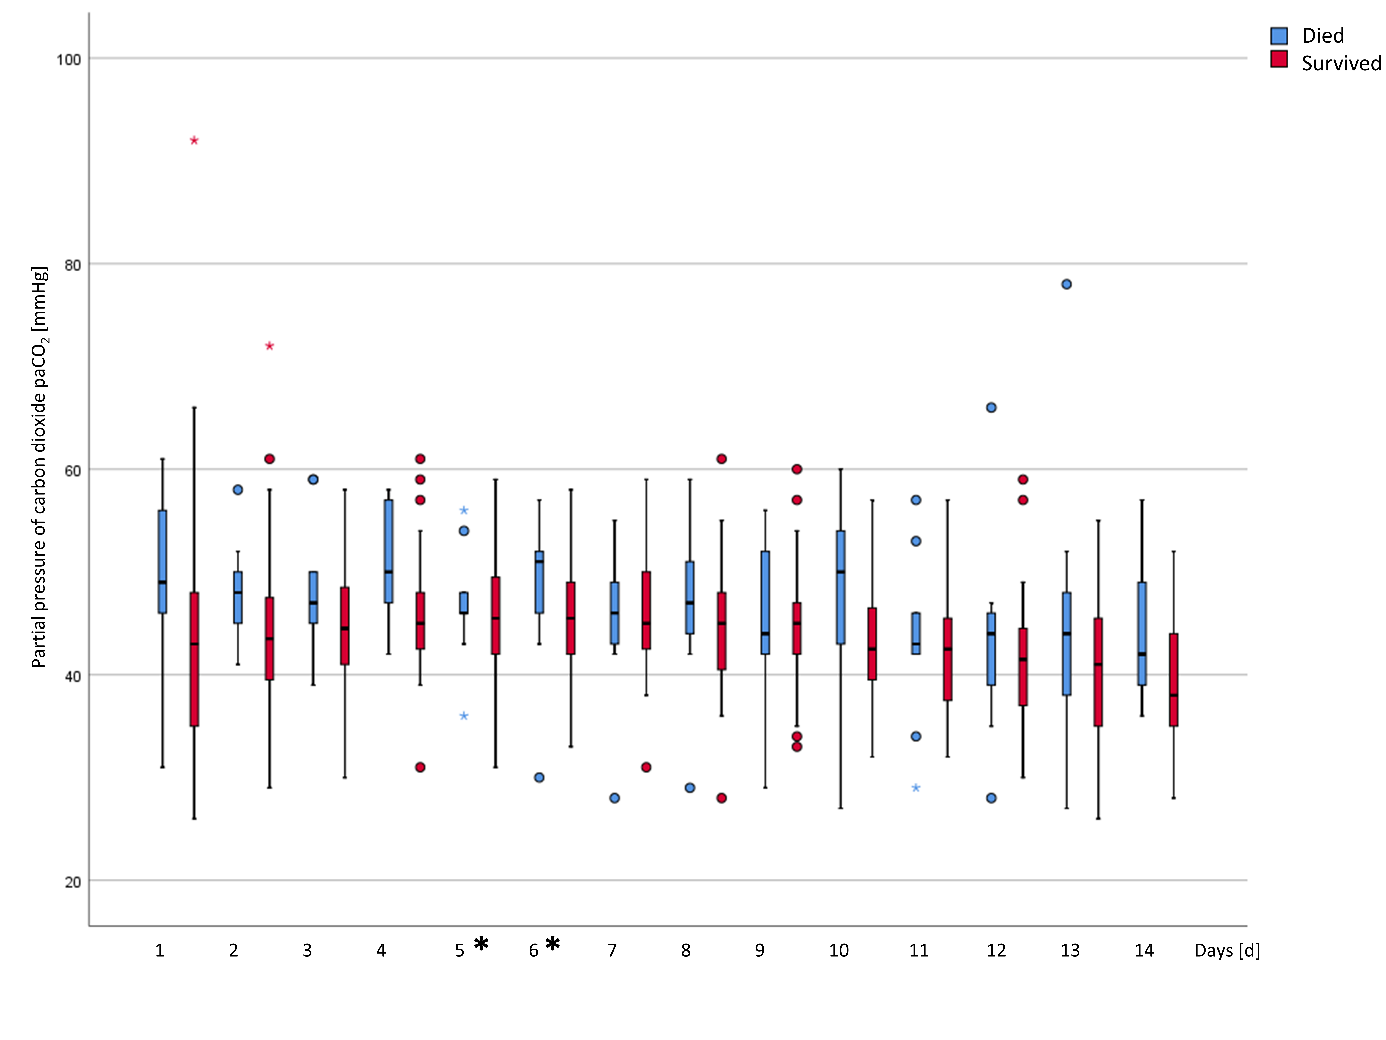 Died
Survived
Partial pressure of carbon dioxide paCO₂ [mmHg]
100
80
60
40
20
1 2 3 4 5 * 6 * 7 8 9 10 11 12 13 14 Days [d]